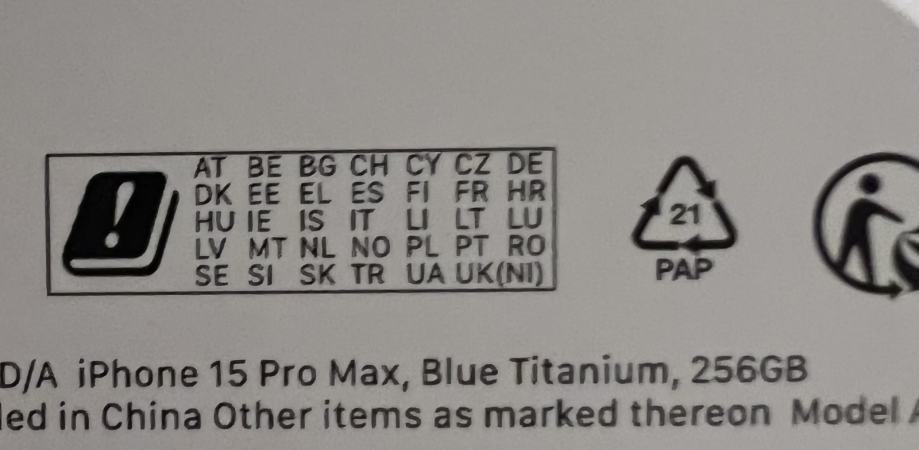 AT BE BG CH CY CZ DE
DK EE EL ES FI FR HR
HU IE IS IT LI LT LU
LV MT NL NO PL PT RO
SE SI SK TR UA UK(NI)
21
PAP
D/A iPhone 15 Pro Max, Blue Titanium, 256GB
led in China Other items as marked thereon Model A